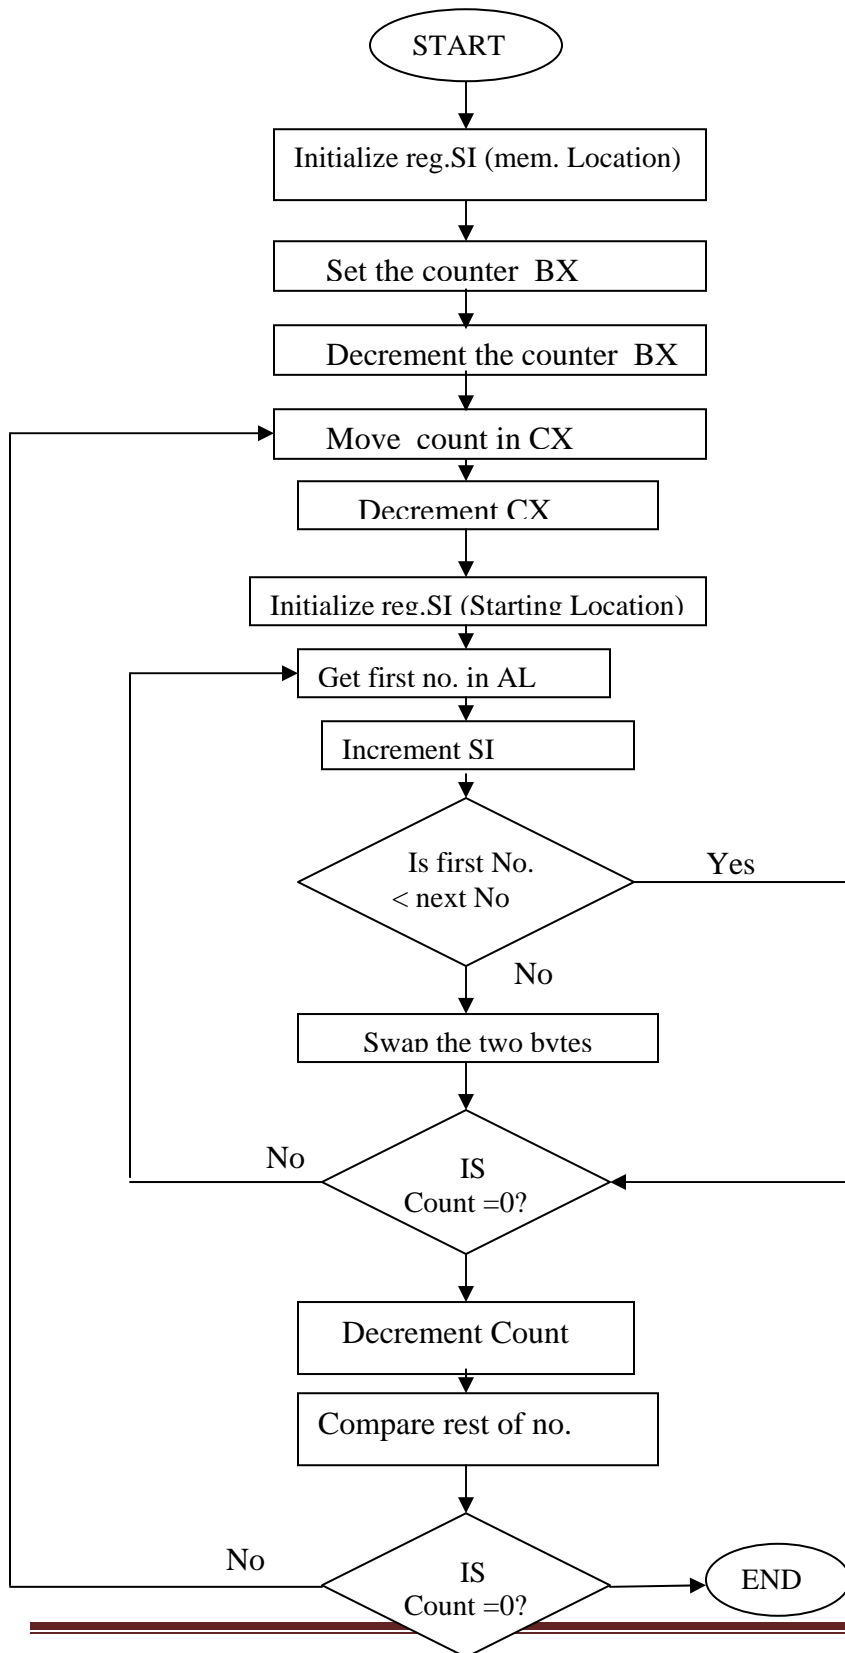 START
Initialize reg.SI (mem. Location)
Set the counter BX
Decrement the counter BX
Move count in CX
Decrement CX
Initialize reg.SI (Starting Location)
Get first no. in AL
Increment SI
Is first No.
< next No
Yes
No
Swap the two bytes
No
IS
Count =0?
Decrement Count
Compare rest of no.
No
IS
Count =0?
END